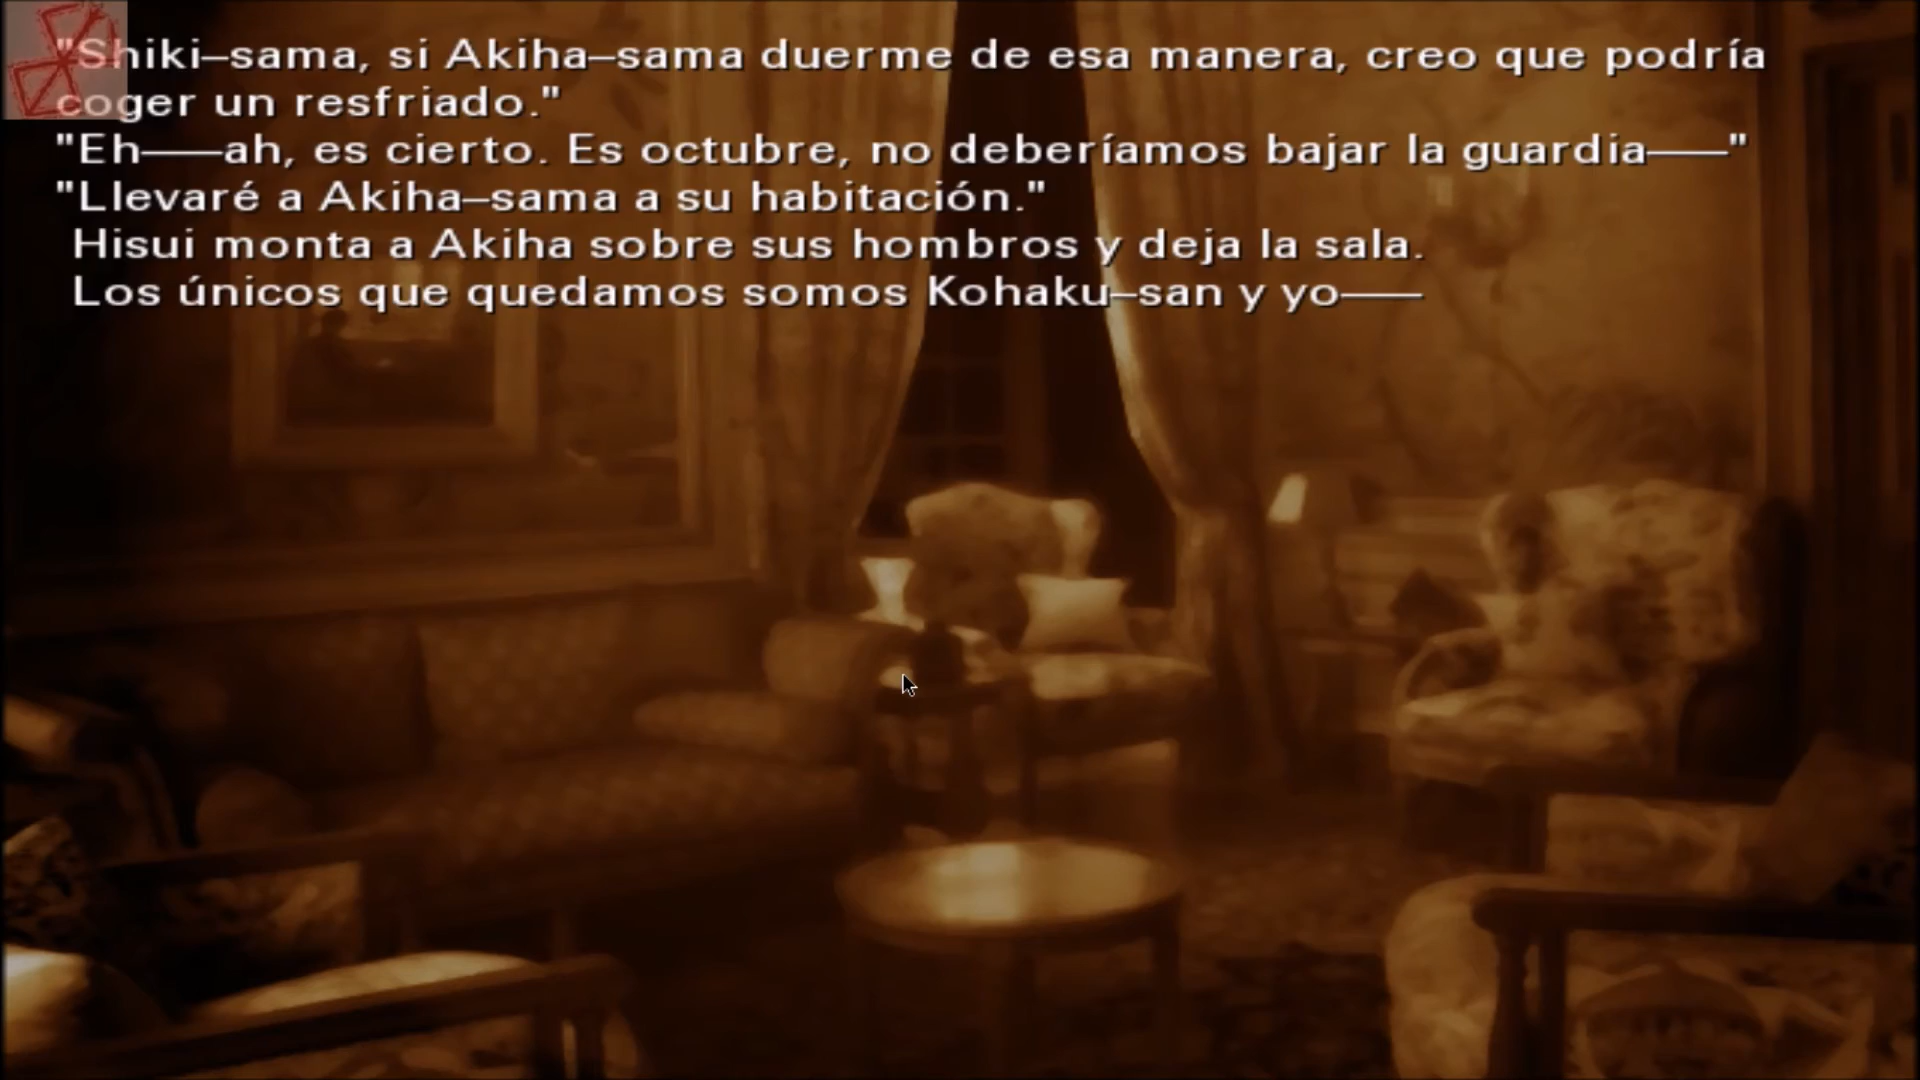 "Shiki–sama, si Akiha–sama duerme de esa manera, creo que podría
coger un resfriado."
"Eh――ah, es cierto. Es octubre, no deberíamos bajar la guardia――"
"Llevaré a Akiha–sama a su habitación."
Hisui monta a Akiha sobre sus hombros y deja la sala.
Los únicos que quedamos somos Kohaku–san y yo――